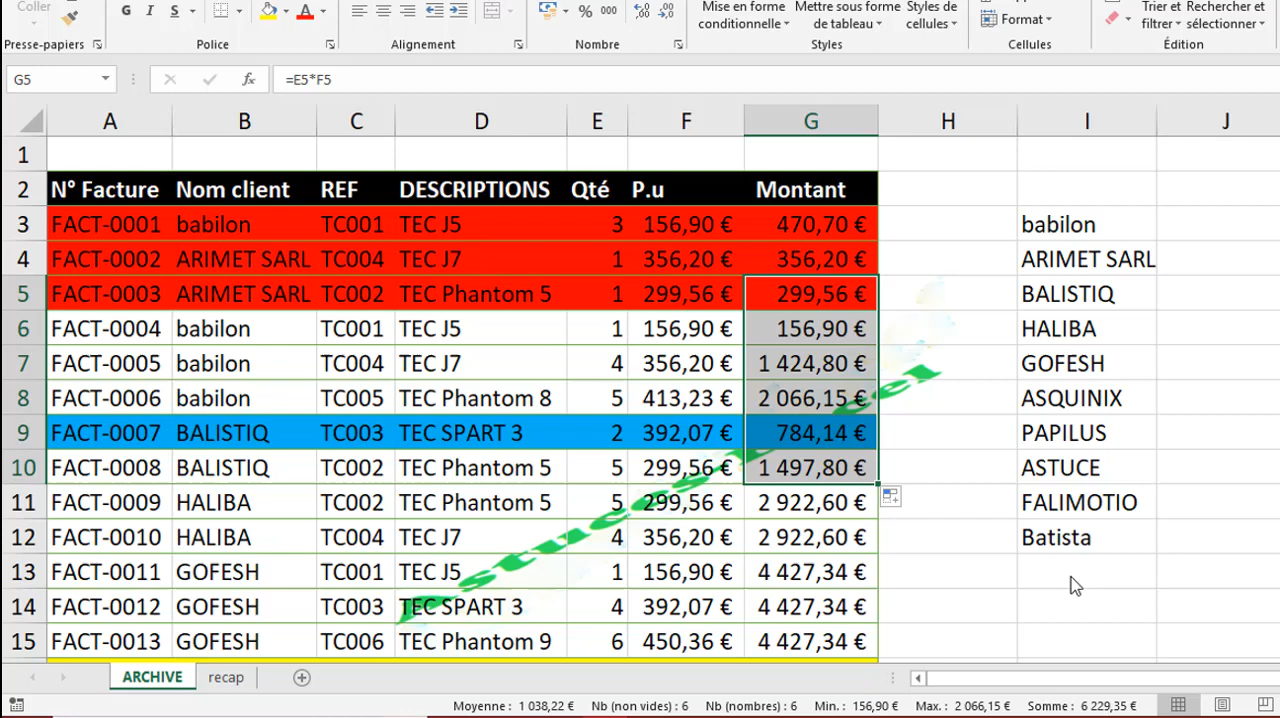 Coller
G I S
A
% 000
Mise en forme conditionnelle
Mettre sous forme de tableau
Styles de cellules
Format
Trier et Rechercher et
filtrer sélectionner
Presse-papiers Police Alignement Nombre Styles Cellules Édition
G5 fx =E5*F5
A B C D E F G H I J
1
2 N° Facture Nom client REF DESCRIPTIONS Qté P.u Montant
3 FACT-0001 babilon TC001 TEC J5 3 156,90 € 470,70 € babilon
4 FACT-0002 ARIMET SARL TC004 TEC J7 1 356,20 € 356,20 € ARIMET SARL
5 FACT-0003 ARIMET SARL TC002 TEC Phantom 5 1 299,56 € 299,56 € BALISTIQ
6 FACT-0004 babilon TC001 TEC J5 1 156,90 € 156,90 € HALIBA
7 FACT-0005 babilon TC004 TEC J7 4 356,20 € 1 424,80 € GOFESH
8 FACT-0006 babilon TC005 TEC Phantom 8 5 413,23 € 2 066,15 € ASQUINIX
9 FACT-0007 BALISTIQ TC003 TEC SPART 3 2 392,07 € 784,14 € PAPILUS
10 FACT-0008 BALISTIQ TC002 TEC Phantom 5 5 299,56 € 1 497,80 € ASTUCE
11 FACT-0009 HALIBA TC002 TEC Phantom 5 5 299,56 € 2 922,60 € FALIMOTIO
12 FACT-0010 HALIBA TC004 TEC J7 4 356,20 € 2 922,60 € Batista
13 FACT-0011 GOFESH TC001 TEC J5 1 156,90 € 4 427,34 €
14 FACT-0012 GOFESH TC003 TEC SPART 3 4 392,07 € 4 427,34 €
15 FACT-0013 GOFESH TC006 TEC Phantom 9 6 450,36 € 4 427,34 €
ARCHIVE recap
Moyenne : 1 038,22 € Nb (non vides) : 6 Nb (nombres) : 6 Min. : 156,90 € Max. : 2 066,15 € Somme : 6 229,35 €